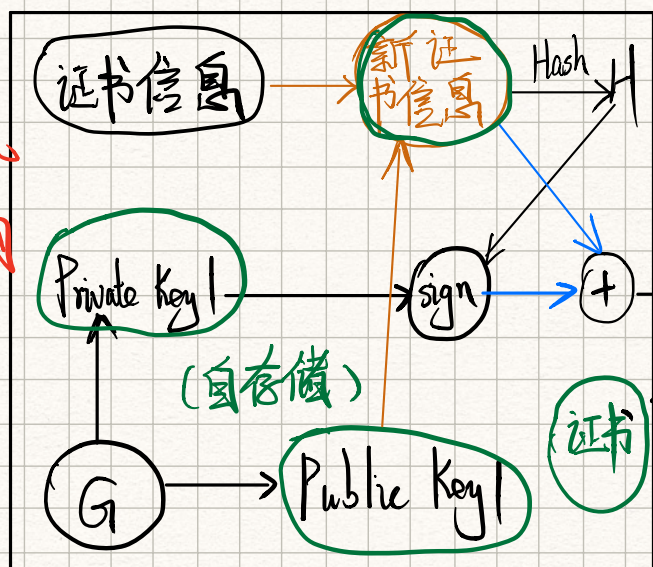 证书信息
新证
书信息
Hash
H
Private Key1
sign
+
(自存储)
证书
G
Public Key1